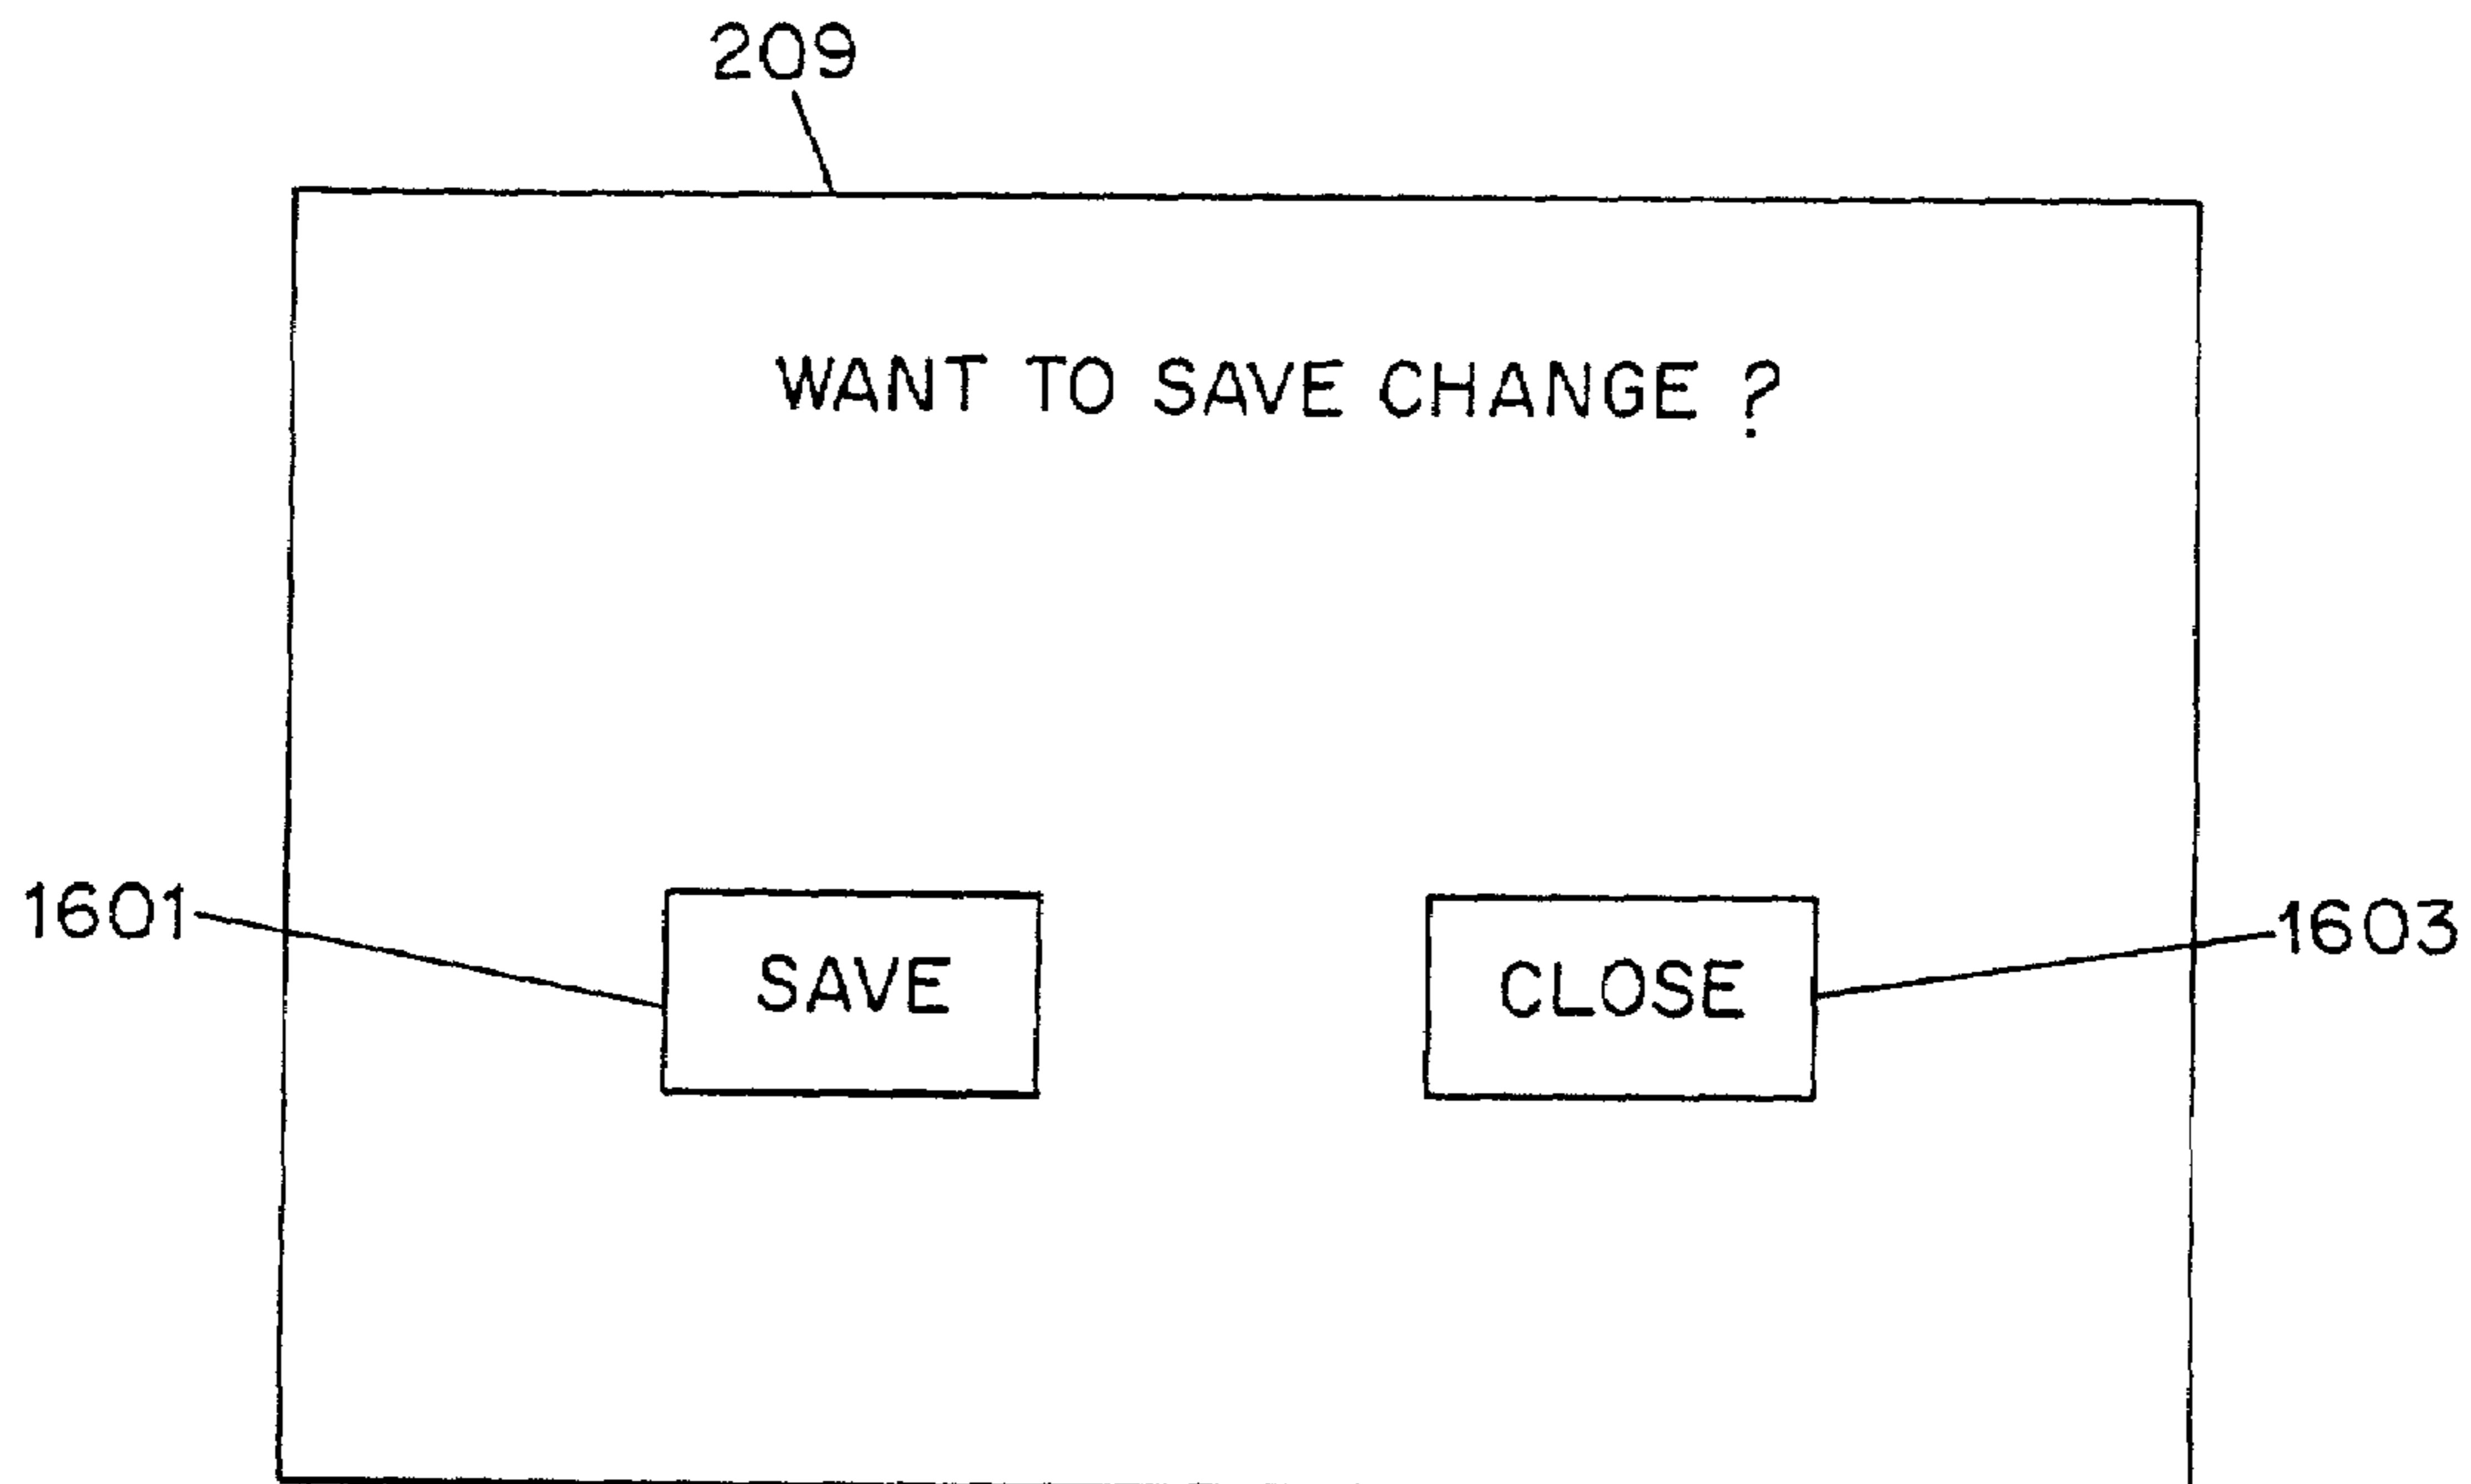 209
WANT TO SAVE CHANGE ?
1601
SAVE
CLOSE
1603